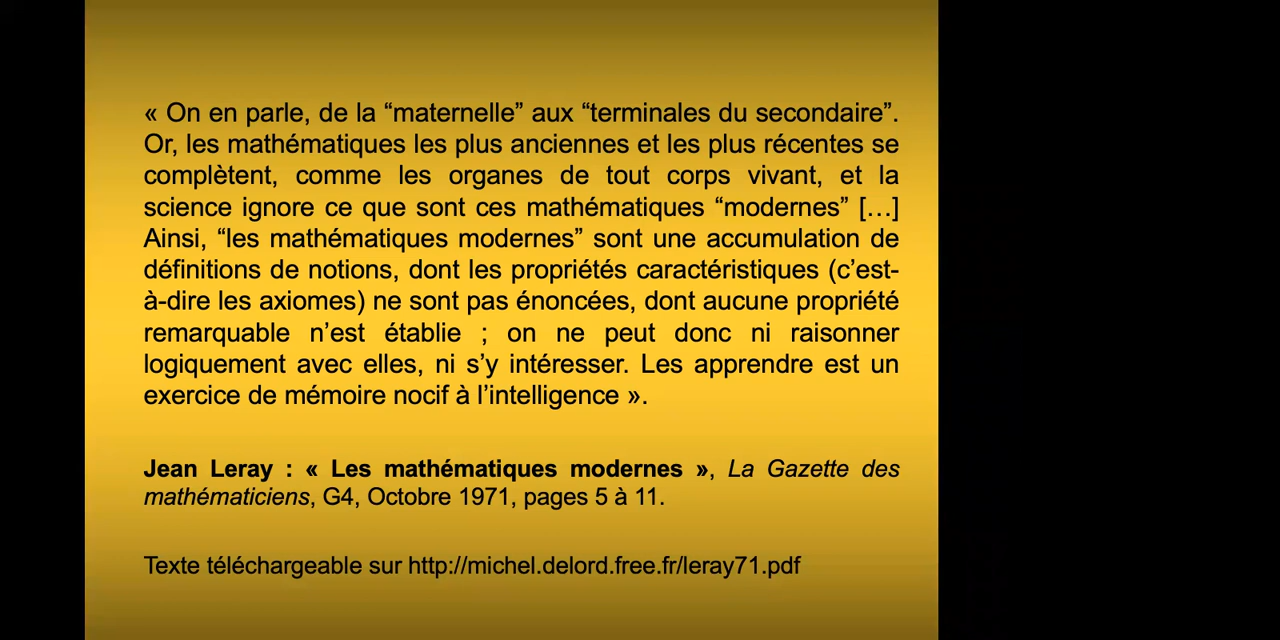 « On en parle, de la “maternelle” aux “terminales du secondaire”.
Or, les mathématiques les plus anciennes et les plus récentes se
complètent, comme les organes de tout corps vivant, et la
science ignore ce que sont ces mathématiques “modernes” […]
Ainsi, “les mathématiques modernes” sont une accumulation de
définitions de notions, dont les propriétés caractéristiques (c’est-
à-dire les axiomes) ne sont pas énoncées, dont aucune propriété
remarquable n’est établie ; on ne peut donc ni raisonner
logiquement avec elles, ni s’y intéresser. Les apprendre est un
exercice de mémoire nocif à l’intelligence ».
Jean Leray : « Les mathématiques modernes », La Gazette des
mathématiciens, G4, Octobre 1971, pages 5 à 11.
Texte téléchargeable sur http://michel.delord.free.fr/leray71.pdf